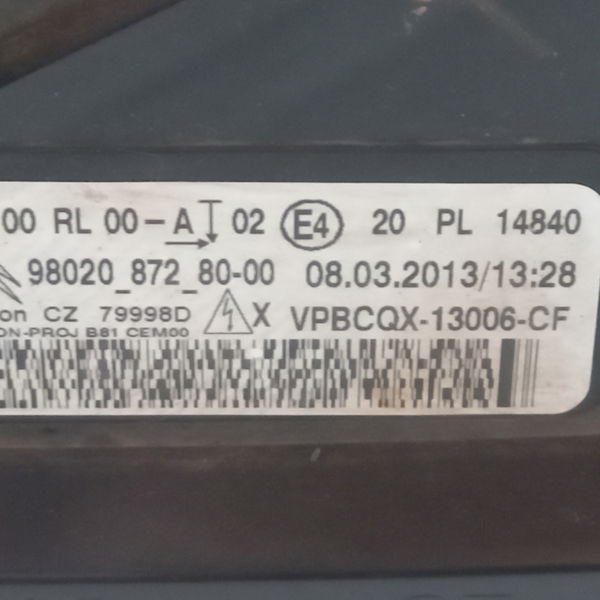 00 RL 00-A 02 E4 20 PL 14840
98020_872_80-00 08.03.2013/13:28
on CZ 79998D X VPBCQX-13006-CF
ON-PROJ B81 CEM00